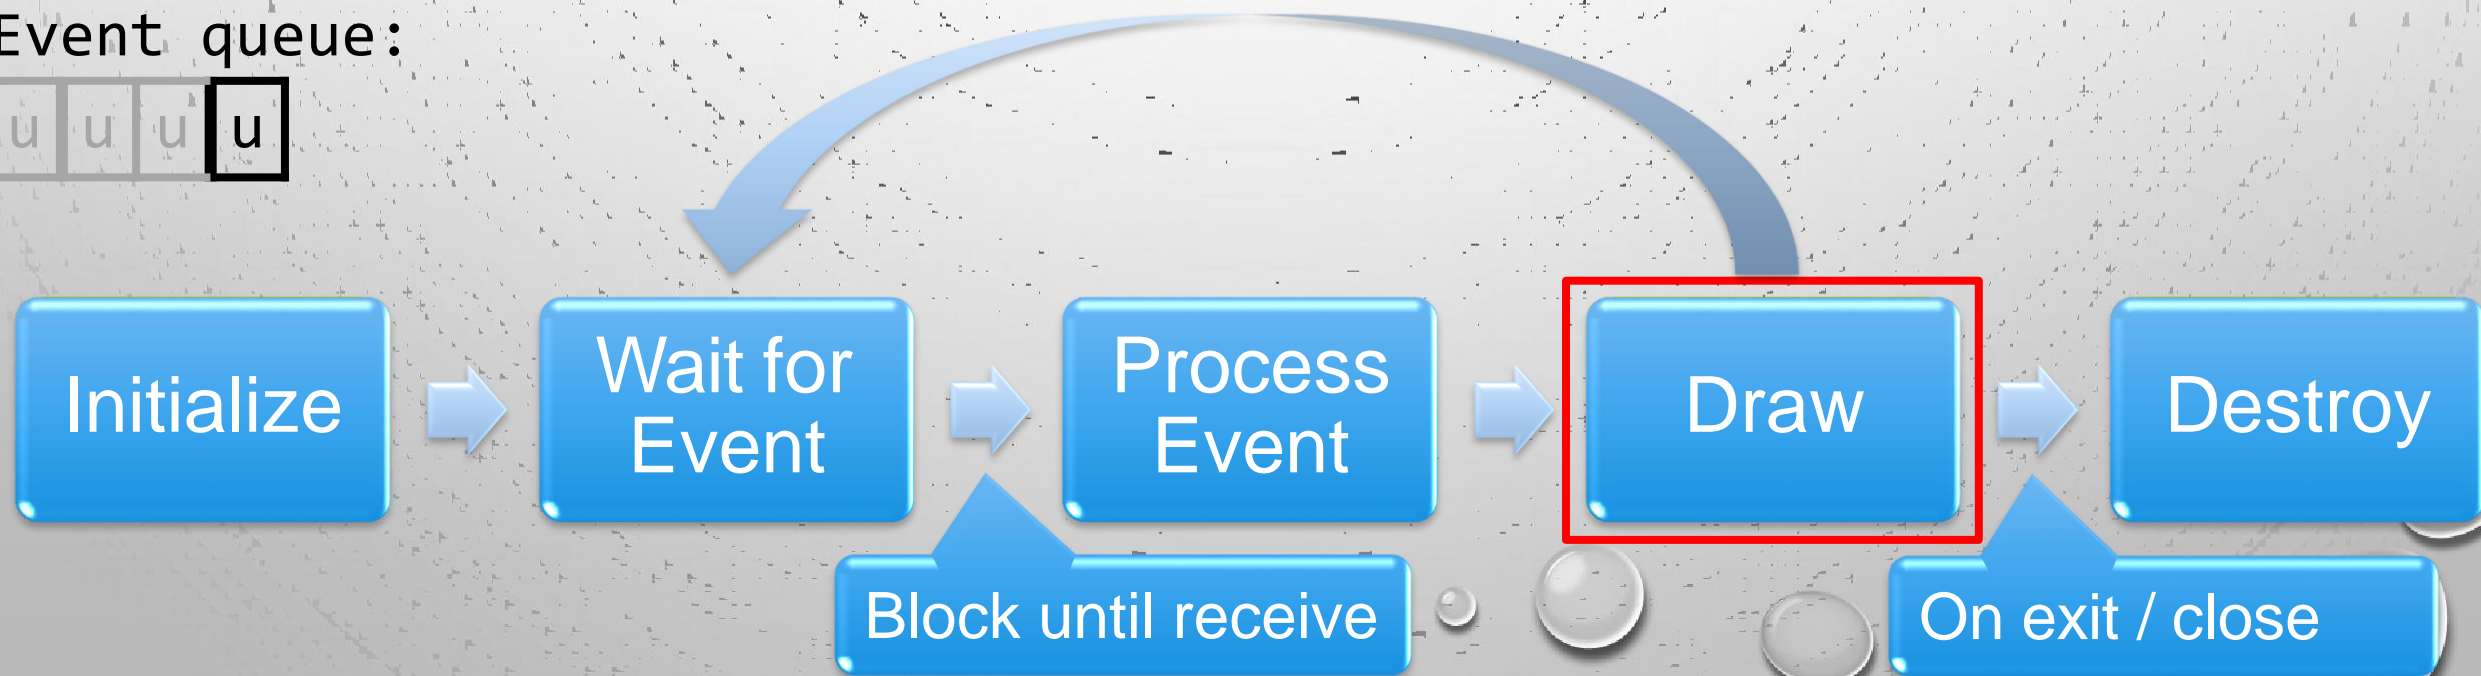 Event queue:
u u u u
Initialize
Wait for
Event
Process
Event
Draw
Destroy
Block until receive
On exit / close